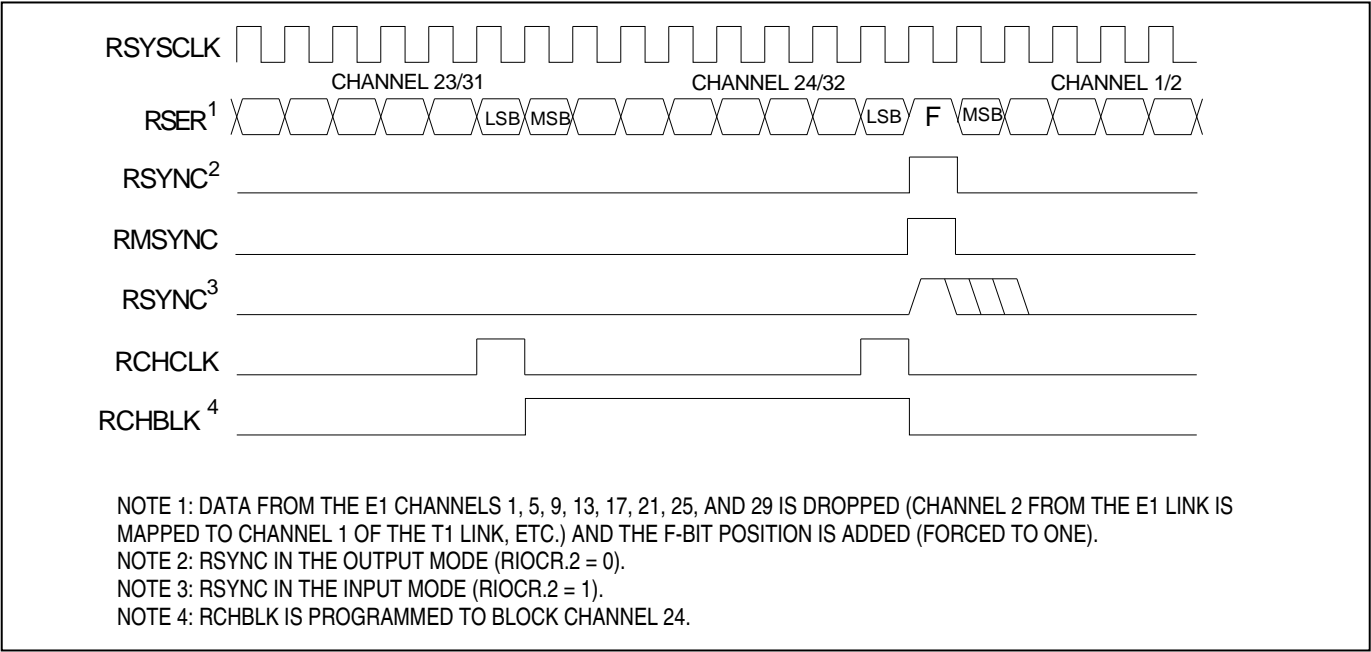 RSYSCLK
CHANNEL 23/31 CHANNEL 24/32 CHANNEL 1/2
RSER1 LSB MSB LSB F MSB
RSYNC2
RMSYNC
RSYNC3
RCHCLK
RCHBLK 4
NOTE 1: DATA FROM THE E1 CHANNELS 1, 5, 9, 13, 17, 21, 25, AND 29 IS DROPPED (CHANNEL 2 FROM THE E1 LINK IS
MAPPED TO CHANNEL 1 OF THE T1 LINK, ETC.) AND THE F-BIT POSITION IS ADDED (FORCED TO ONE).
NOTE 2: RSYNC IN THE OUTPUT MODE (RIOCR.2 = 0).
NOTE 3: RSYNC IN THE INPUT MODE (RIOCR.2 = 1).
NOTE 4: RCHBLK IS PROGRAMMED TO BLOCK CHANNEL 24.